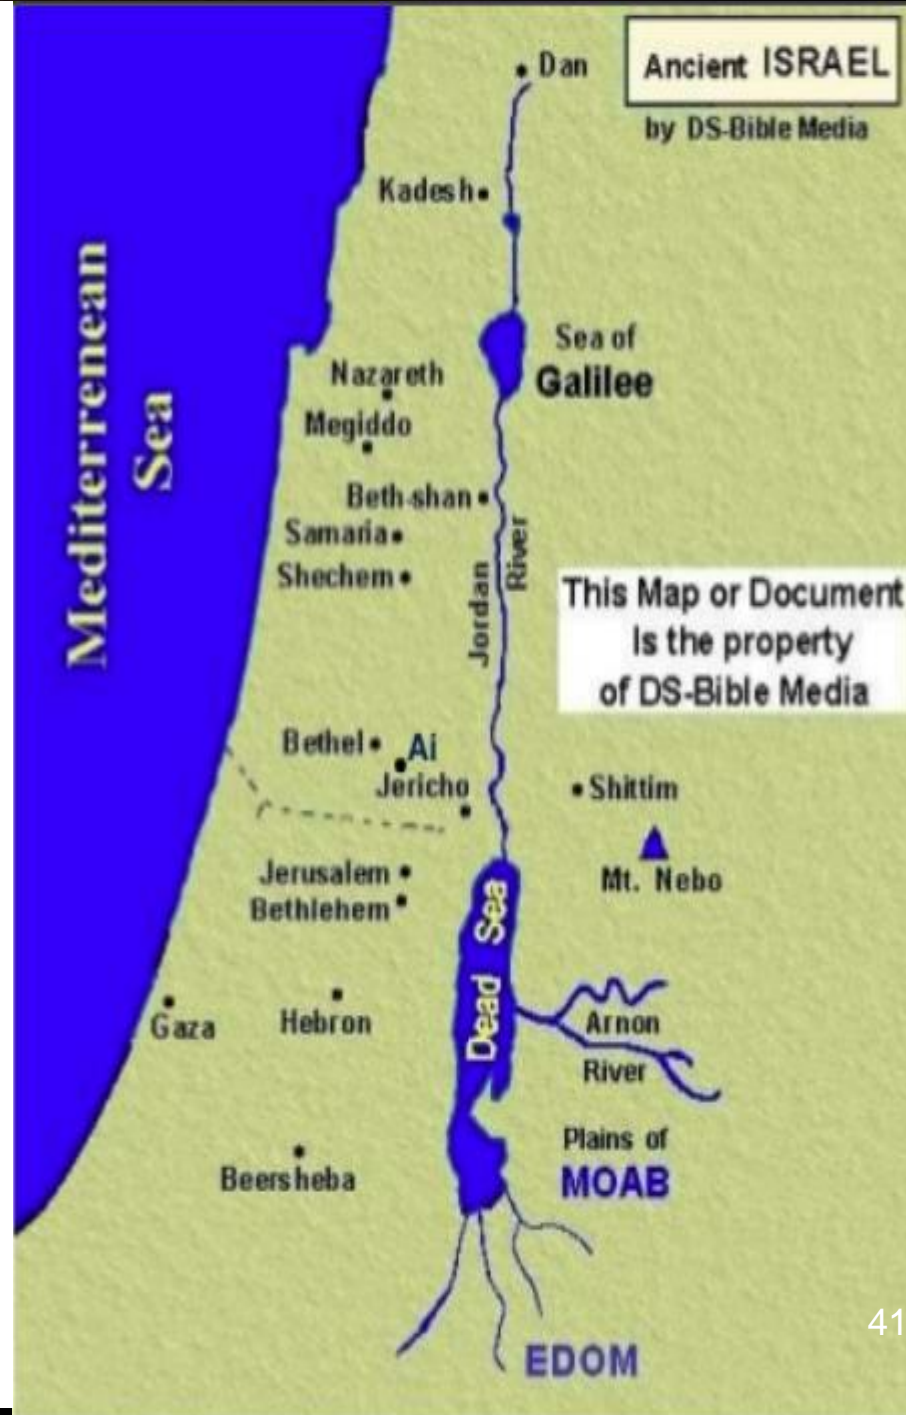 Dan
Ancient ISRAEL
by DS-Bible Media
Kadesh
Mediterrenean
Sea
Sea of
Galilee
Nazareth
Megiddo
Beth-shan
Samaria
Shechem
Jordan
River
This Map or Document
Is the property
of DS-Bible Media
Bethel
Ai
Jericho
Shittim
Mt. Nebo
Jerusalem
Bethlehem
Dead Sea
Gaza
Hebron
Arnon
River
Plains of
MOAB
Beersheba
41
EDOM